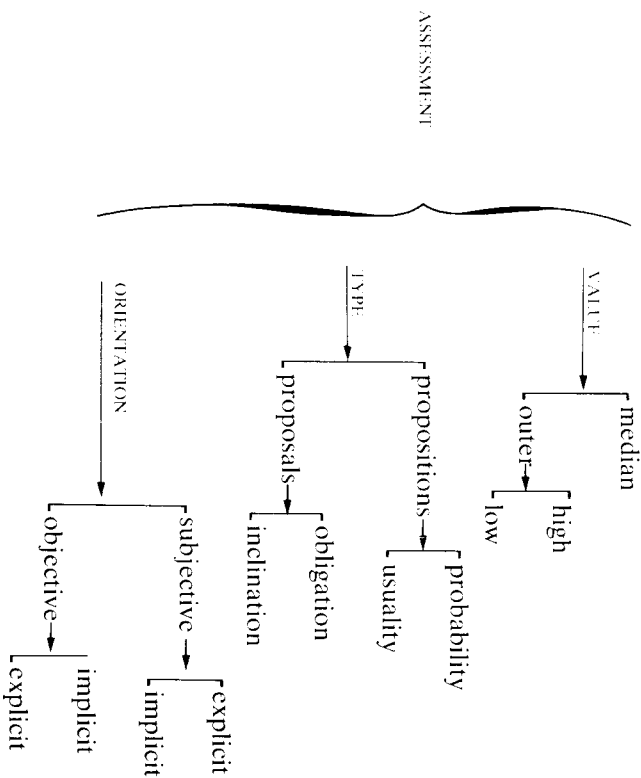 ASSESSMENT
VALUE
median
outer
high
low
TYPE
propositions
probability
usuality
proposals
obligation
inclination
ORIENTATION
subjective
explicit
implicit
objective
implicit
explicit